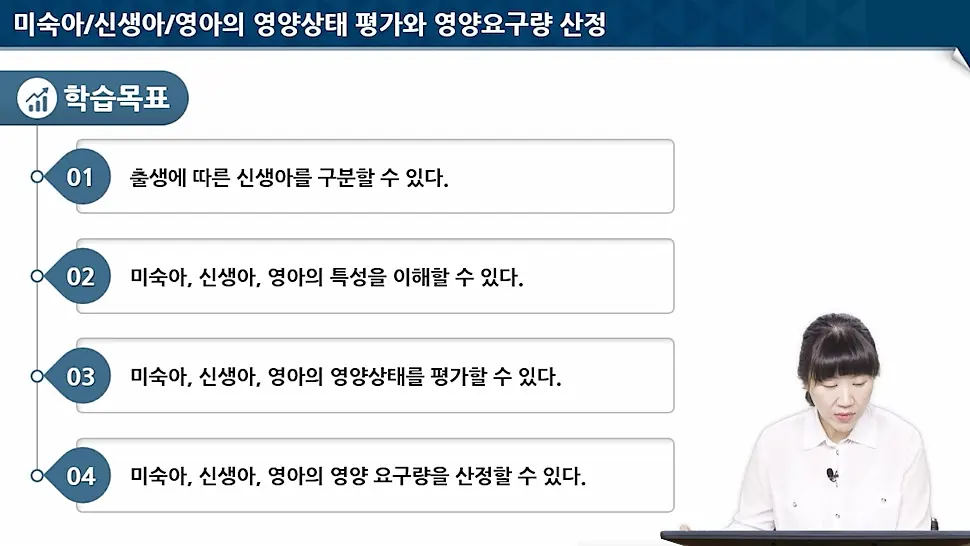 미숙아/신생아/영아의 영양상태 평가와 영양요구량 산정
학습목표
01 출생에 따른 신생아를 구분할 수 있다.
02 미숙아, 신생아, 영아의 특성을 이해할 수 있다.
03 미숙아, 신생아, 영아의 영양상태를 평가할 수 있다.
04 미숙아, 신생아, 영아의 영양 요구량을 산정할 수 있다.